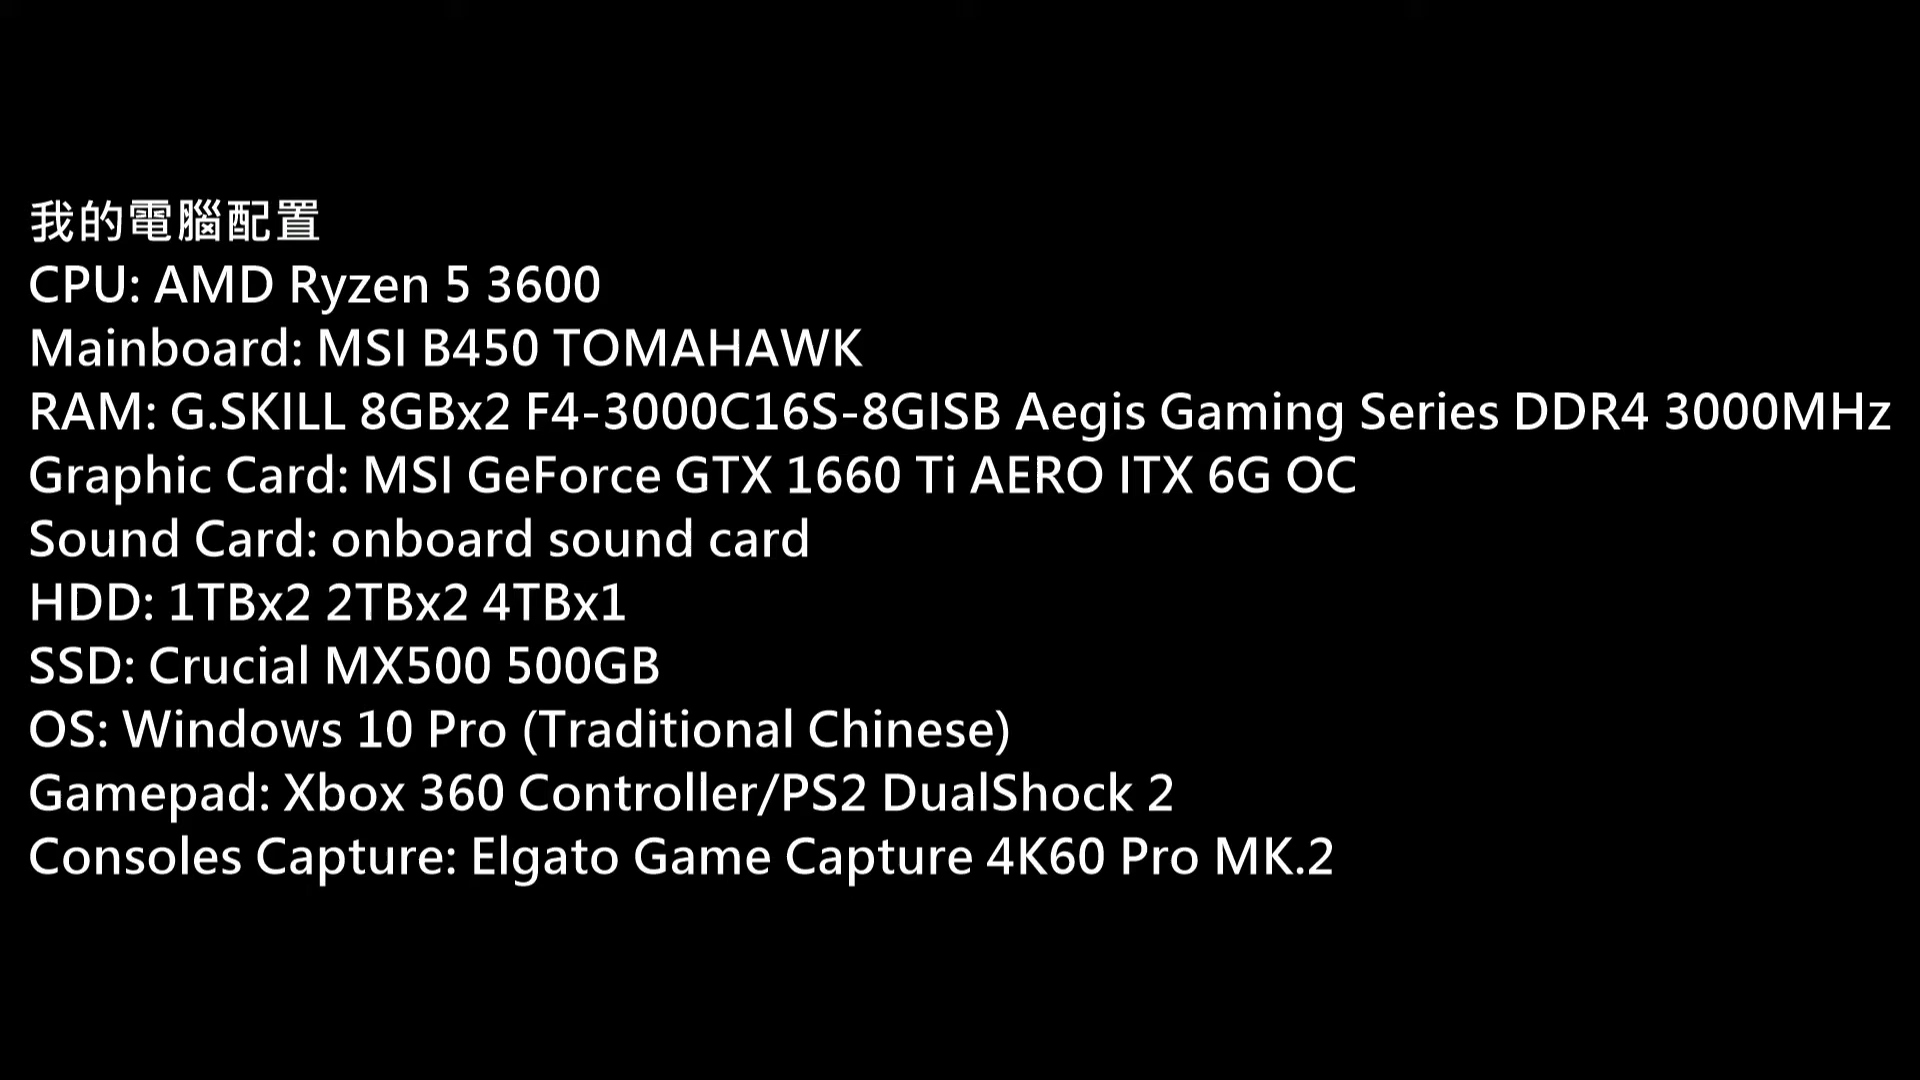 我的電腦配置
CPU: AMD Ryzen 5 3600
Mainboard: MSI B450 TOMAHAWK
RAM: G.SKILL 8GBx2 F4-3000C16S-8GISB Aegis Gaming Series DDR4 3000MHz
Graphic Card: MSI GeForce GTX 1660 Ti AERO ITX 6G OC
Sound Card: onboard sound card
HDD: 1TBx2 2TBx2 4TBx1
SSD: Crucial MX500 500GB
OS: Windows 10 Pro (Traditional Chinese)
Gamepad: Xbox 360 Controller/PS2 DualShock 2
Consoles Capture: Elgato Game Capture 4K60 Pro MK.2